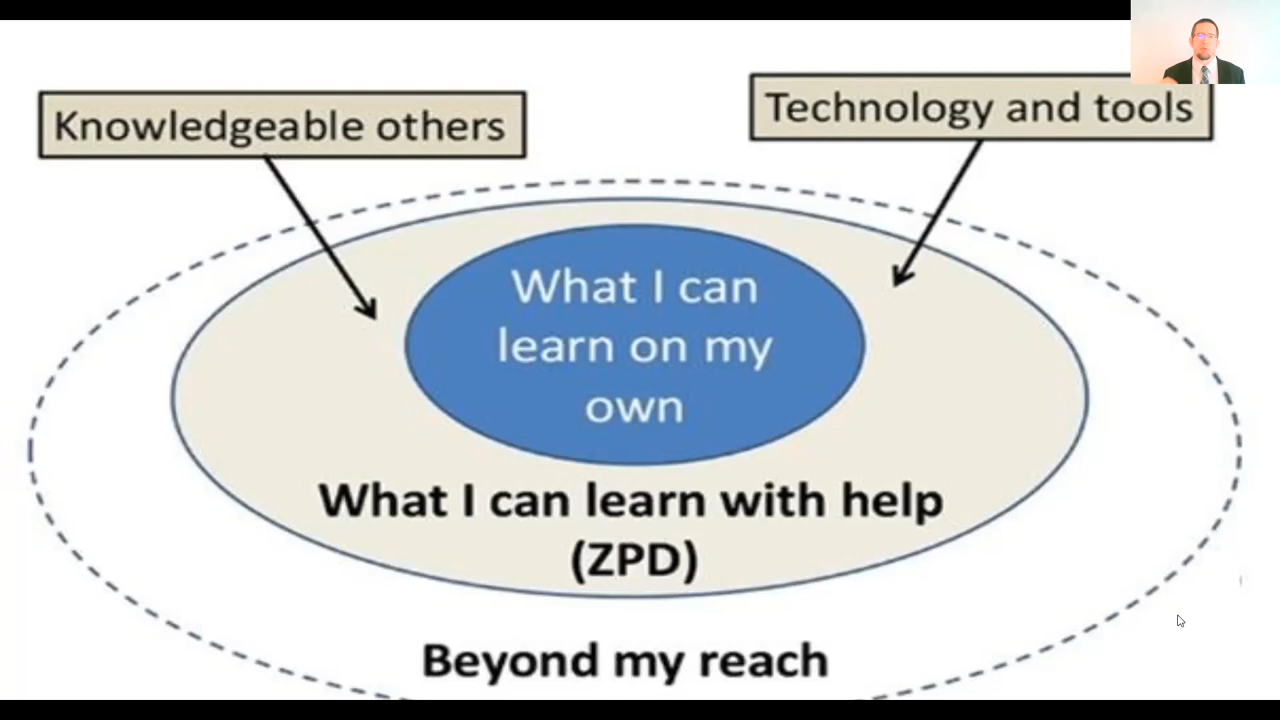 Knowledgeable others
Technology and tools
What I can
learn on my
own
What I can learn with help
(ZPD)
Beyond my reach